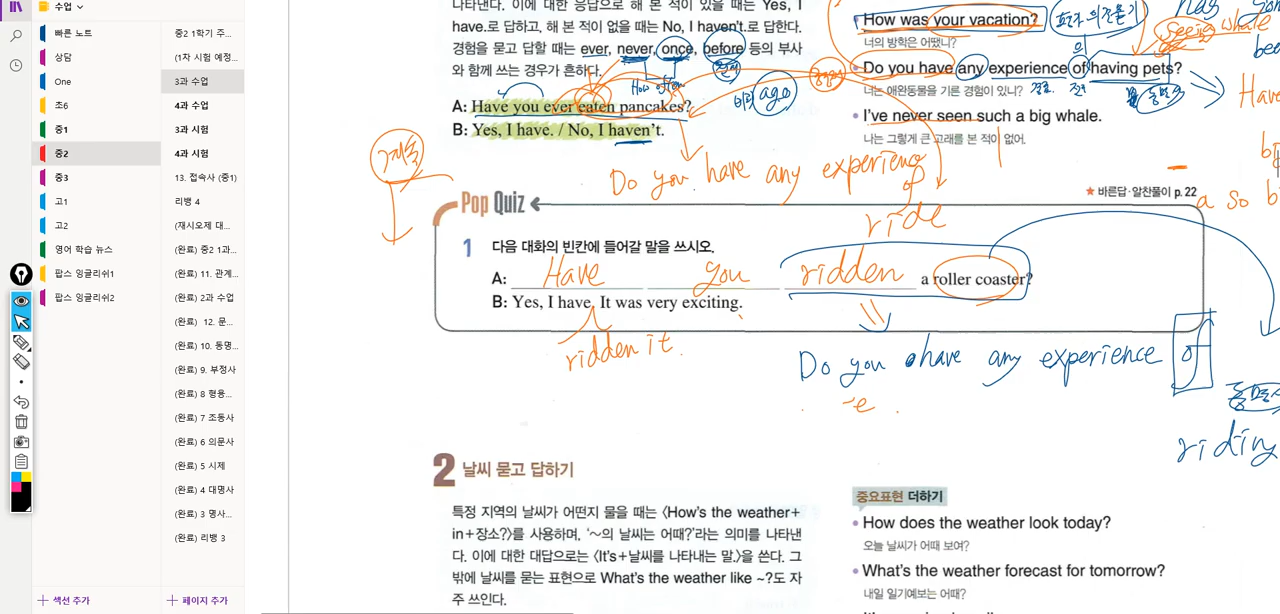 수업
빠른 노트
상담
One
초6
중1
중2
중3
고1
고2
영어 학습 뉴스
팝스 잉글리쉬1
팝스 잉글리쉬2
섹션 추가
중2 1학기 주...
(1차 시험 예정...
3과 수업
4과 수업
3과 시험
4과 시험
13. 접속사 (중1)
리뱅 4
(재시오제 대...
(완료) 중2 1과...
(완료) 11. 관계...
(완료) 2과 수업
(완료) 12. 문...
(완료) 10. 동명...
(완료) 9. 부정사
(완료) 8 형용...
(완료) 7 조동사
(완료) 6 의문사
(완료) 5 시제
(완료) 4 대명사
(완료) 3 명사...
(완료) 리뱅 3
페이지 추가
나타낸다. 이에 대한 응답으로 해 본 적이 있을 때는 Yes, I
have.로 답하고, 해 본 적이 없을 때는 No, I haven't.로 답한다.
경험을 묻고 답할 때는 ever, never, once, before 등의 부사
와 함께 쓰는 경우가 흔하다.
How often
ago
A: Have you ever eaten pancakes?
B: Yes, I have. / No, I haven't.
Do you have any experience
of
ride
How was your vacation?
너의 방학은 어땠니?
Seeing whale
Do you have any experience of having pets?
너는 애완동물을 기른 경험이 있니?
Have
I've never seen such a big whale.
나는 그렇게 큰 고래를 본 적이 없어.
a so b
Pop Quiz
★ 바른답·알찬풀이 p.22
1 다음 대화의 빈칸에 들어갈 말을 쓰시오.
A: Have you ridden a roller coaster?
B: Yes, I have. It was very exciting.
ridden it
Do you have any experience of
riding
2 날씨 묻고 답하기
특정 지역의 날씨가 어떤지 물을 때는 〈How's the weather+
in+장소?〉를 사용하며, '~의 날씨는 어때?'라는 의미를 나타낸
다. 이에 대한 대답으로는 〈It's+날씨를 나타내는 말.〉을 쓴다. 그
밖에 날씨를 묻는 표현으로 What's the weather like ~?도 자
주 쓰인다.
중요표현 더하기
How does the weather look today?
오늘 날씨가 어때 보여?
What's the weather forecast for tomorrow?
내일 일기예보는 어때?